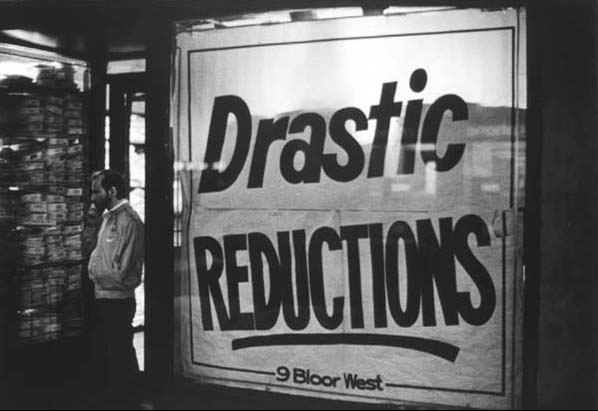 Drastic
REDUCTIONS
9 Bloor West